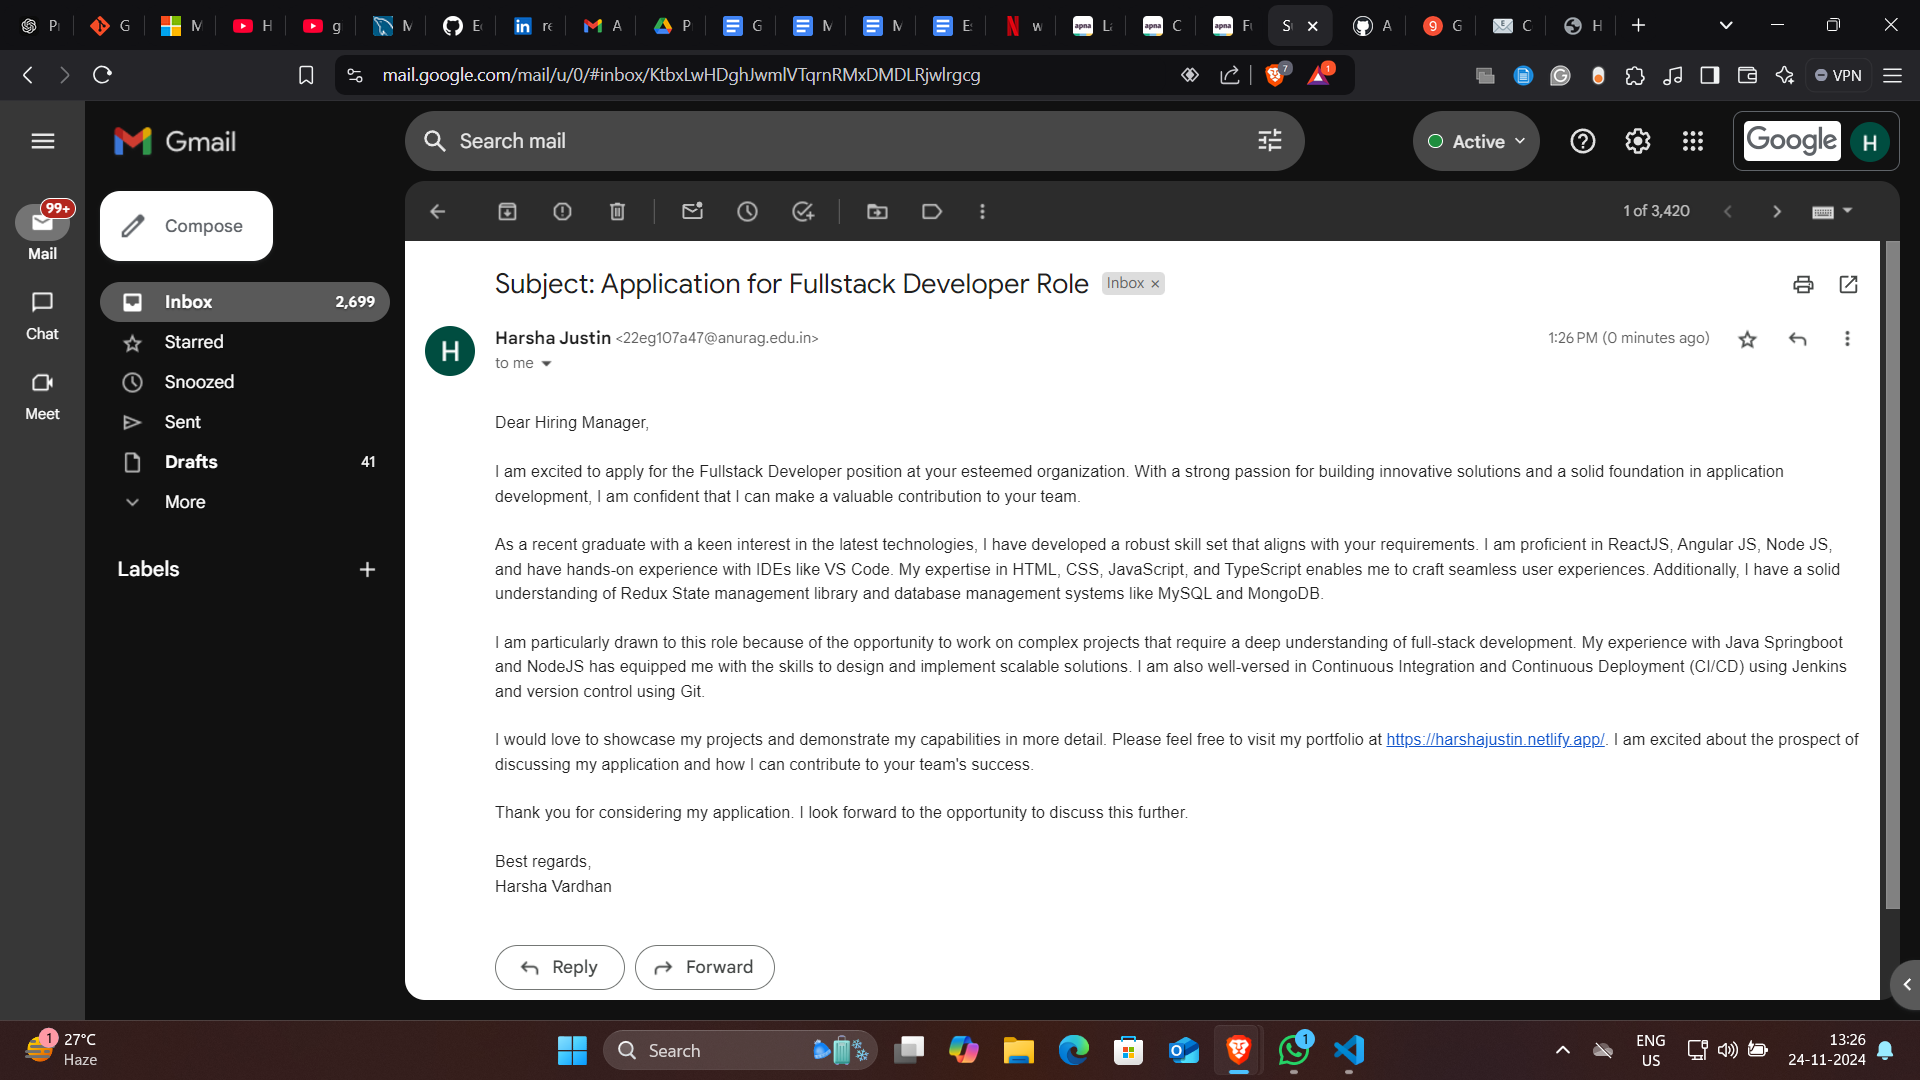 P G M H g M Ec re A P G M M Es w La C Fu S A 9 G C H
mail.google.com/mail/u/0/#inbox/KtbxLwHDghJwmlVTqrnRMxDMDLRjwlrgcg
7 1 VPN
Gmail
Search mail
Active
Google
H
99+
Mail
Chat
Meet
Compose
Inbox 2,699
Starred
Snoozed
Sent
Drafts 41
More
Labels
1 of 3,420
Subject: Application for Fullstack Developer Role Inbox ×
H
Harsha Justin <22eg107a47@anurag.edu.in>
1:26 PM (0 minutes ago)
to me
Dear Hiring Manager,
I am excited to apply for the Fullstack Developer position at your esteemed organization. With a strong passion for building innovative solutions and a solid foundation in application
development, I am confident that I can make a valuable contribution to your team.
As a recent graduate with a keen interest in the latest technologies, I have developed a robust skill set that aligns with your requirements. I am proficient in ReactJS, Angular JS, Node JS,
and have hands-on experience with IDEs like VS Code. My expertise in HTML, CSS, JavaScript, and TypeScript enables me to craft seamless user experiences. Additionally, I have a solid
understanding of Redux State management library and database management systems like MySQL and MongoDB.
I am particularly drawn to this role because of the opportunity to work on complex projects that require a deep understanding of full-stack development. My experience with Java Springboot
and NodeJS has equipped me with the skills to design and implement scalable solutions. I am also well-versed in Continuous Integration and Continuous Deployment (CI/CD) using Jenkins
and version control using Git.
I would love to showcase my projects and demonstrate my capabilities in more detail. Please feel free to visit my portfolio at https://harshajustin.netlify.app/. I am excited about the prospect of
discussing my application and how I can contribute to your team's success.
Thank you for considering my application. I look forward to the opportunity to discuss this further.
Best regards,
Harsha Vardhan
Reply
Forward
1
27°C
Haze
Search
1
ENG
US
13:26
24-11-2024